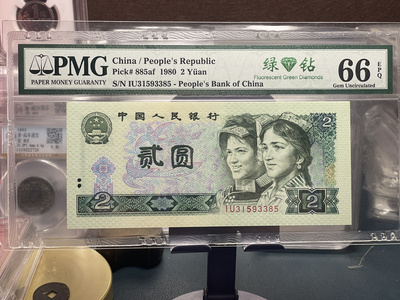 PMG
PAPER MONEY GUARANTY
China / People's Republic
Pick# 885af 1980 2 Yüan
S/N IU31593385 - People's Bank of China
绿 钻
Fluorescent Green Diamonds
66 EPQ
Gem Uncirculated
中国人民银行
贰圆
2
2
2
IU31593385